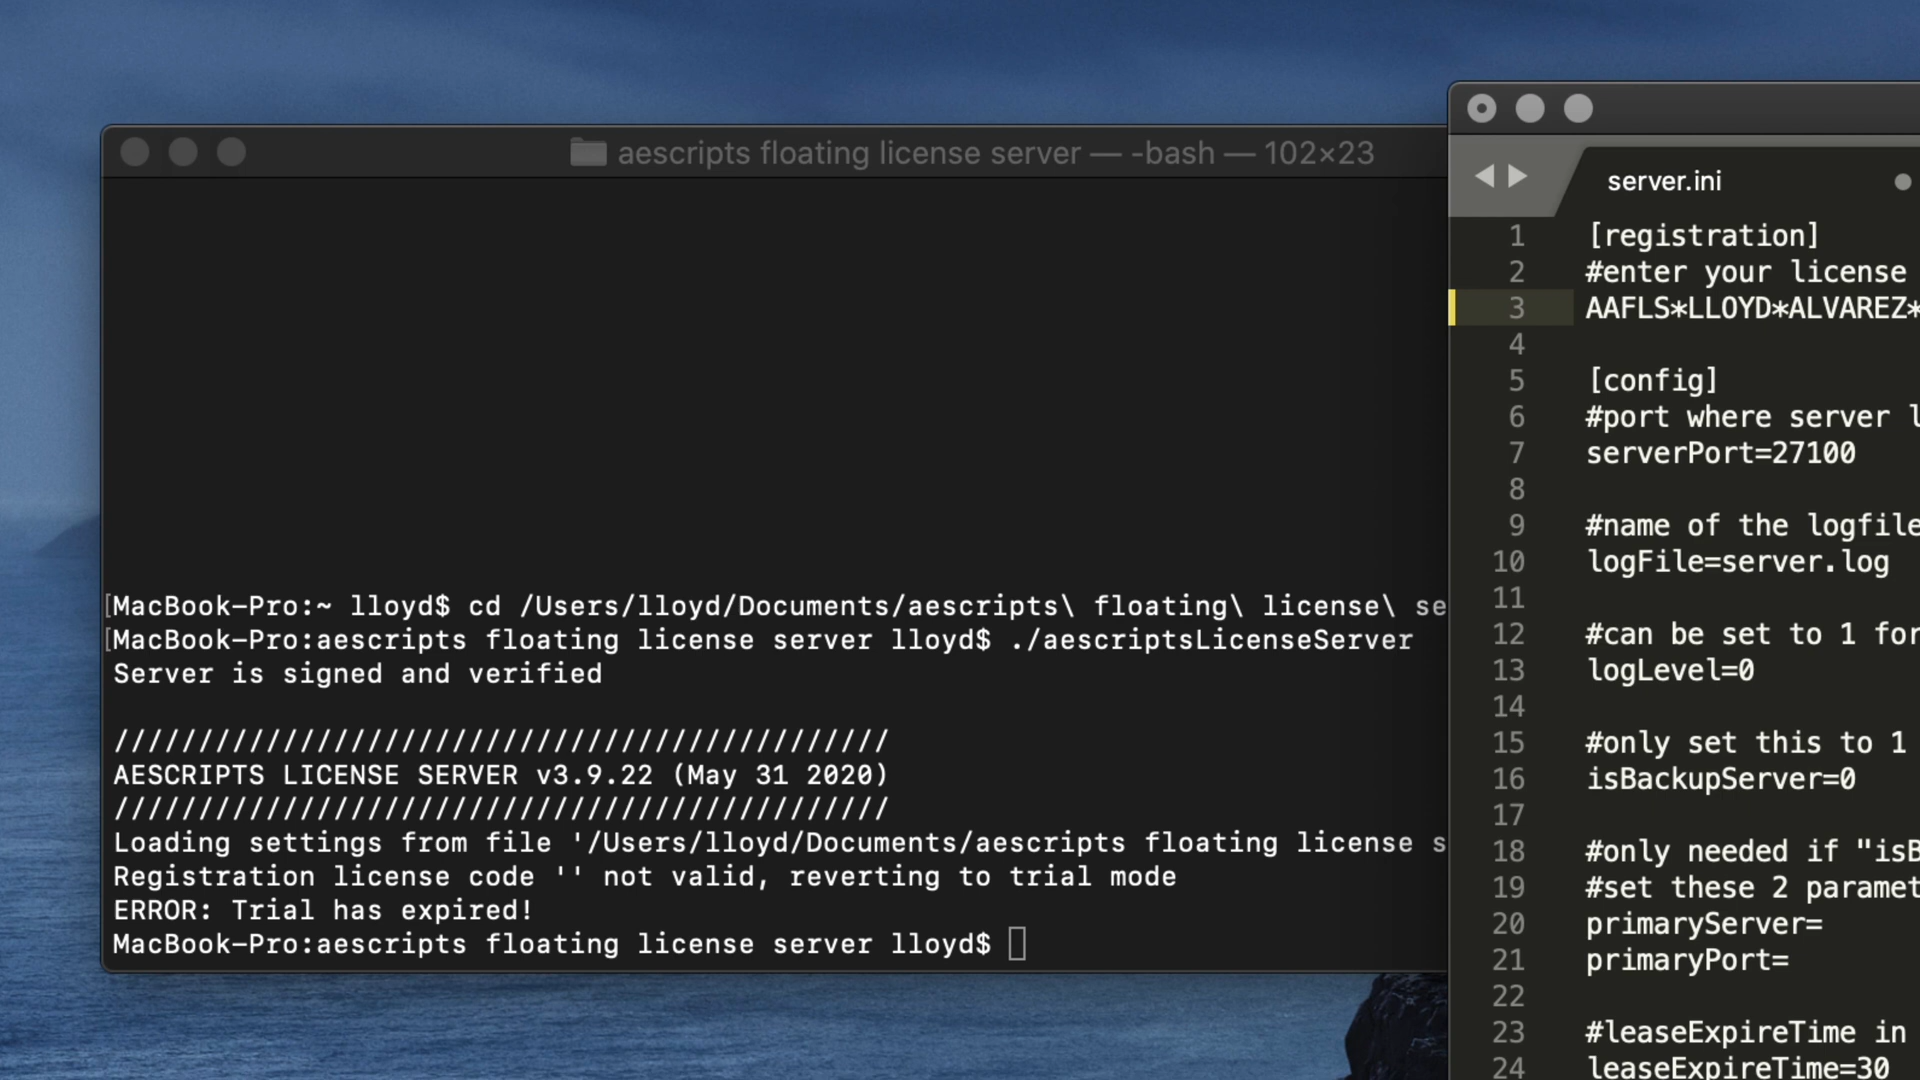 aescripts floating license server — -bash — 102×23
[MacBook-Pro:~ lloyd$ cd /Users/lloyd/Documents/aescripts\ floating\ license\ se
[MacBook-Pro:aescripts floating license server lloyd$ ./aescriptsLicenseServer
Server is signed and verified
//////////////////////////////////////////////
AESCRIPTS LICENSE SERVER v3.9.22 (May 31 2020)
//////////////////////////////////////////////
Loading settings from file '/Users/lloyd/Documents/aescripts floating license s
Registration license code '' not valid, reverting to trial mode
ERROR: Trial has expired!
MacBook-Pro:aescripts floating license server lloyd$
server.ini
1 [registration]
2 #enter your license
3 AAFLS*LLOYD*ALVAREZ*
4
5 [config]
6 #port where server l
7 serverPort=27100
8
9 #name of the logfile
10 logFile=server.log
11
12 #can be set to 1 for
13 logLevel=0
14
15 #only set this to 1
16 isBackupServer=0
17
18 #only needed if "isB
19 #set these 2 paramet
20 primaryServer=
21 primaryPort=
22
23 #leaseExpireTime in
24 leaseExpireTime=30